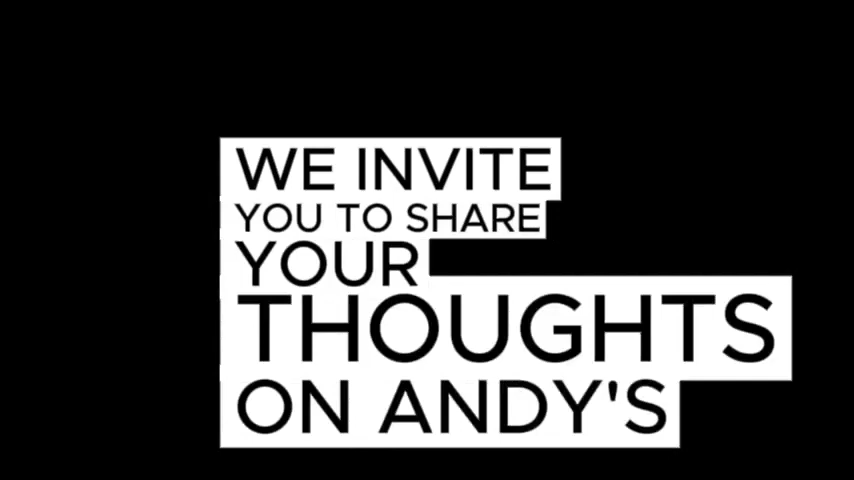 WE INVITE
YOU TO SHARE
YOUR
THOUGHTS
ON ANDY'S